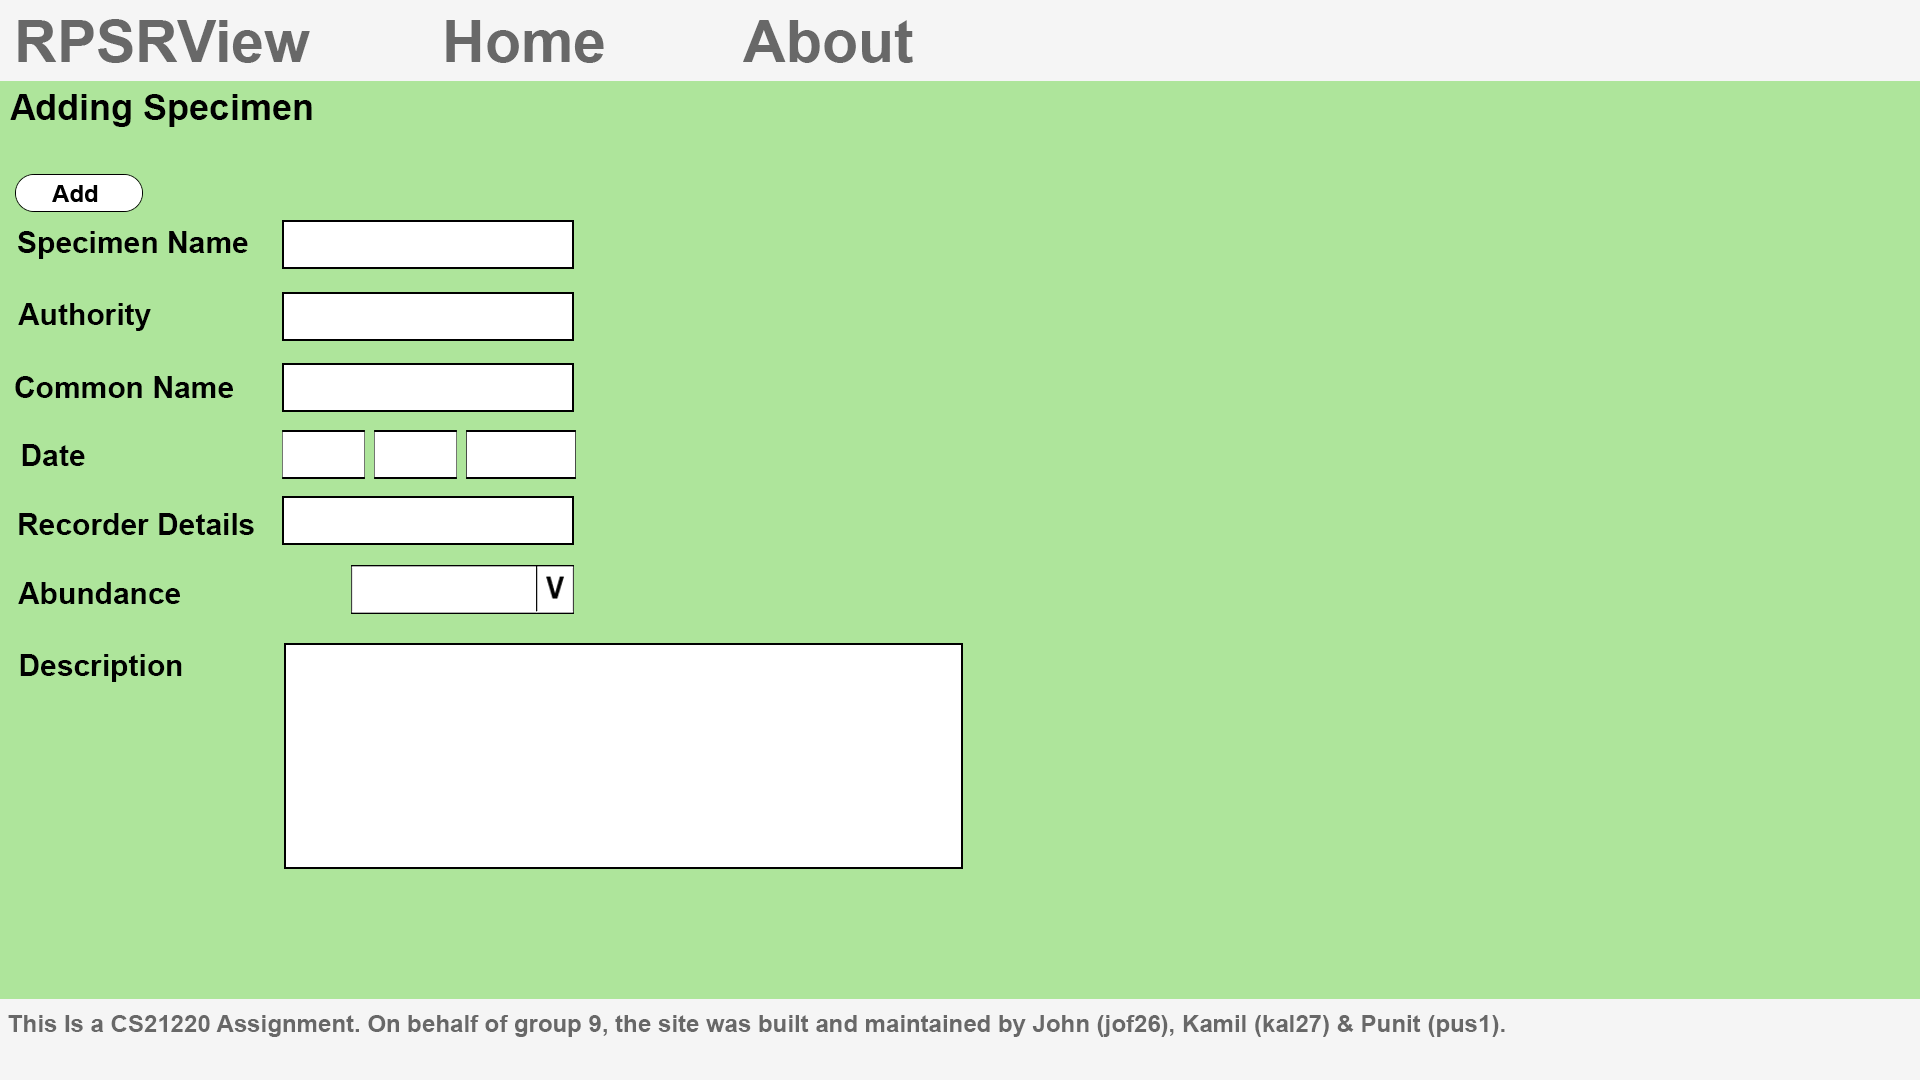 RPSRView Home About
Adding Specimen
Add
Specimen Name
Authority
Common Name
Date
Recorder Details
Abundance V
Description
This Is a CS21220 Assignment. On behalf of group 9, the site was built and maintained by John (jof26), Kamil (kal27) & Punit (pus1).